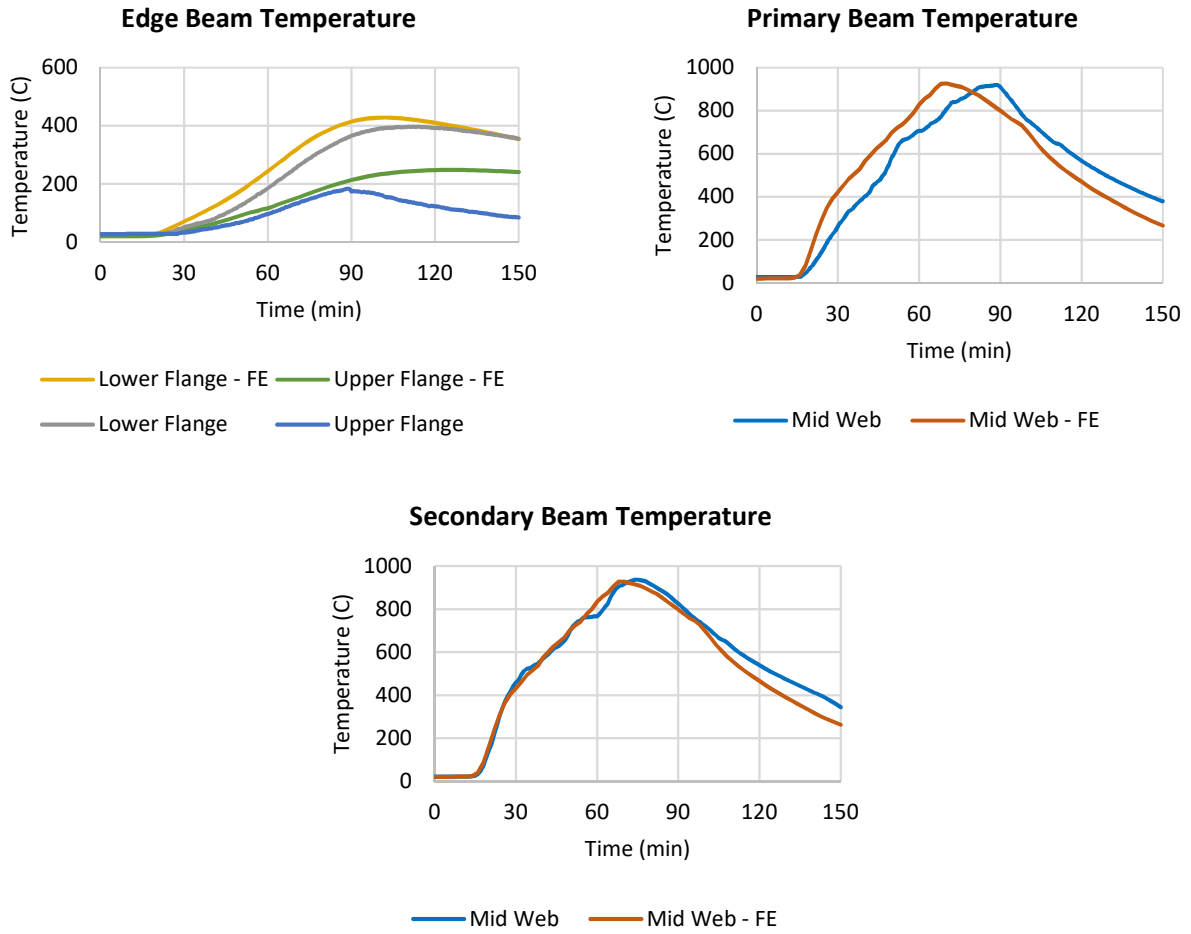 Edge Beam Temperature
Temperature (C)
600
400
200
0
0 30 60 90 120 150
Time (min)
Lower Flange - FE Upper Flange - FE
Lower Flange Upper Flange
Primary Beam Temperature
Temperature (C)
1000
800
600
400
200
0
0 30 60 90 120 150
Time (min)
Mid Web Mid Web - FE
Secondary Beam Temperature
Temperature (C)
1000
800
600
400
200
0
0 30 60 90 120 150
Time (min)
Mid Web Mid Web - FE